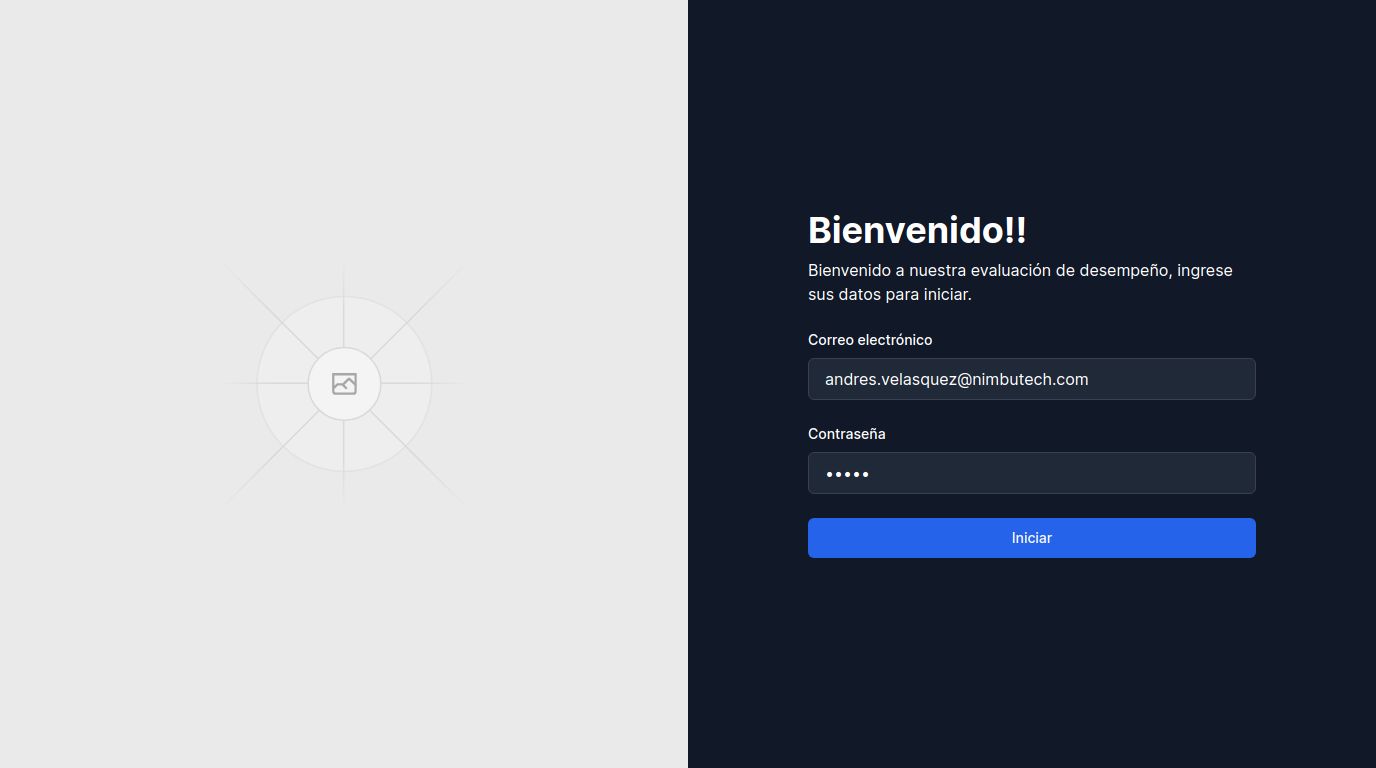 Bienvenido!!
Bienvenido a nuestra evaluación de desempeño, ingrese
sus datos para iniciar.
Correo electrónico
andres.velasquez@nimbutech.com
Contraseña
•••••
Iniciar